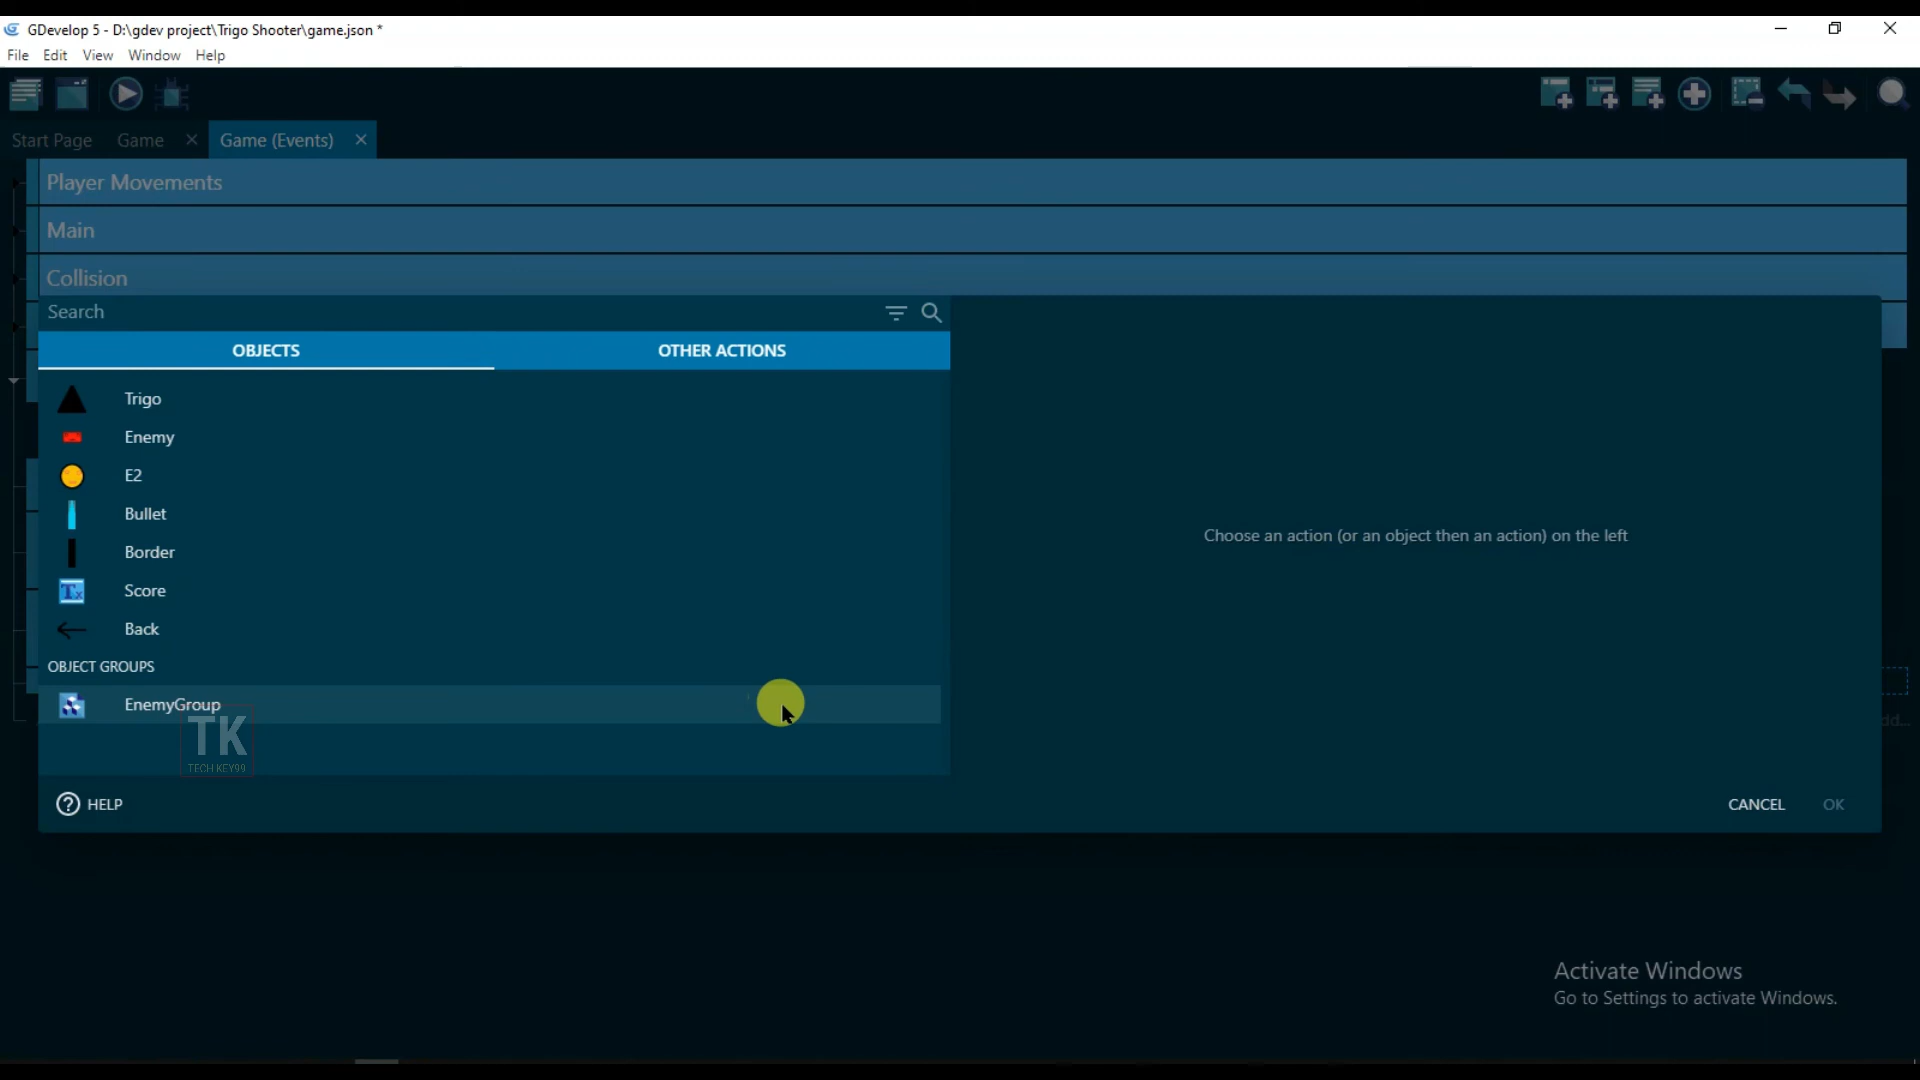 GDevelop 5 - D:\gdev project\Trigo Shooter\game.json *
File Edit View Window Help
Start Page Game Game (Events)
Player Movements
Main
Collision
Search
OBJECTS OTHER ACTIONS
Trigo
Enemy
E2
Bullet
Border
Tx Score
Back
OBJECT GROUPS
EnemyGroup
TK
TECH KEY99
Choose an action (or an object then an action) on the left
HELP
CANCEL OK
Activate Windows
Go to Settings to activate Windows.